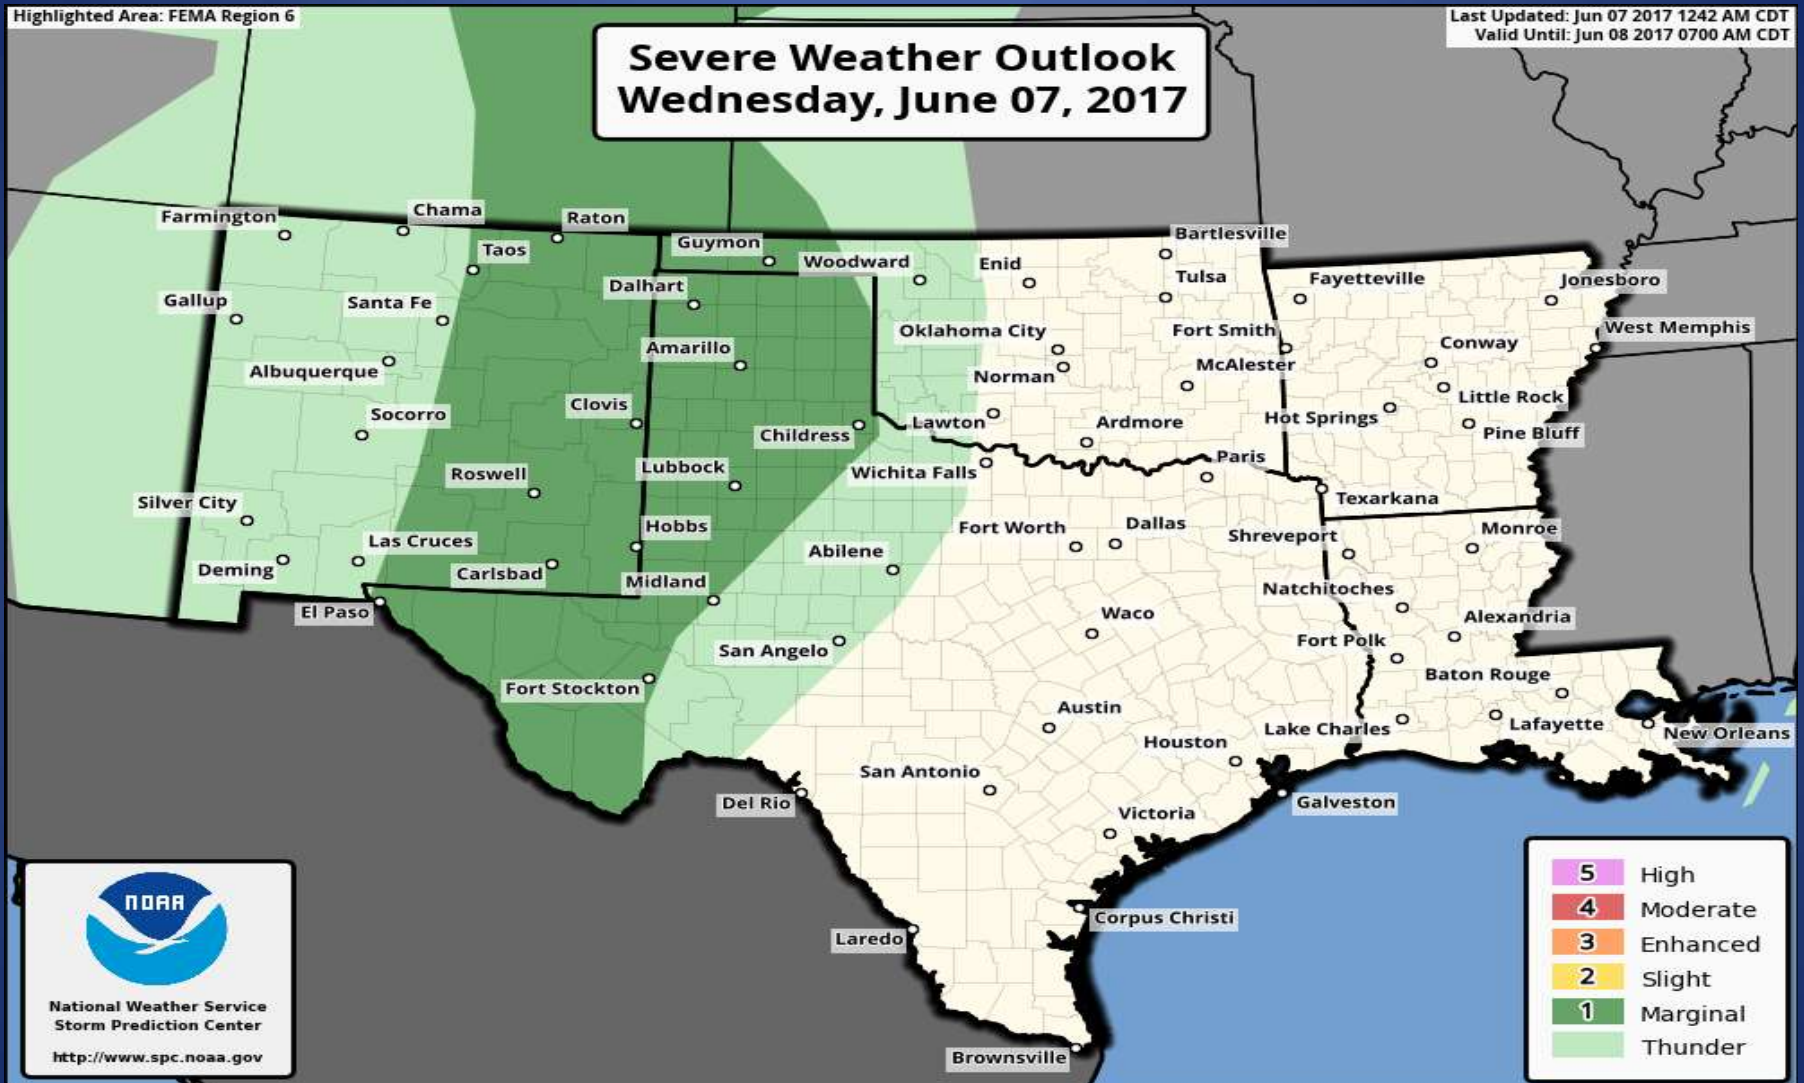 Highlighted Area: FEMA Region 6
Last Updated: Jun 07 2017 1242 AM CDT
Valid Until: Jun 08 2017 0700 AM CDT
Severe Weather Outlook
Wednesday, June 07, 2017
Farmington
Chama
Raton
Taos
Guymon
Woodward
Enid
Bartlesville
Tulsa
Fayetteville
Jonesboro
Gallup
Santa Fe
Dalhart
Oklahoma City
Fort Smith
West Memphis
Albuquerque
Amarillo
Norman
McAlester
Conway
Little Rock
Socorro
Clovis
Childress
Lawton
Ardmore
Hot Springs
Pine Bluff
Roswell
Lubbock
Wichita Falls
Paris
Texarkana
Silver City
Hobbs
Fort Worth
Dallas
Shreveport
Monroe
Las Cruces
Abilene
Deming
Carlsbad
Midland
Natchitoches
El Paso
Waco
Alexandria
San Angelo
Fort Polk
Fort Stockton
Baton Rouge
Austin
Lake Charles
Lafayette
New Orleans
Houston
San Antonio
Del Rio
Galveston
Victoria
Corpus Christi
Laredo
Brownsville
NOAA
National Weather Service
Storm Prediction Center
http://www.spc.noaa.gov
5 High
4 Moderate
3 Enhanced
2 Slight
1 Marginal
Thunder